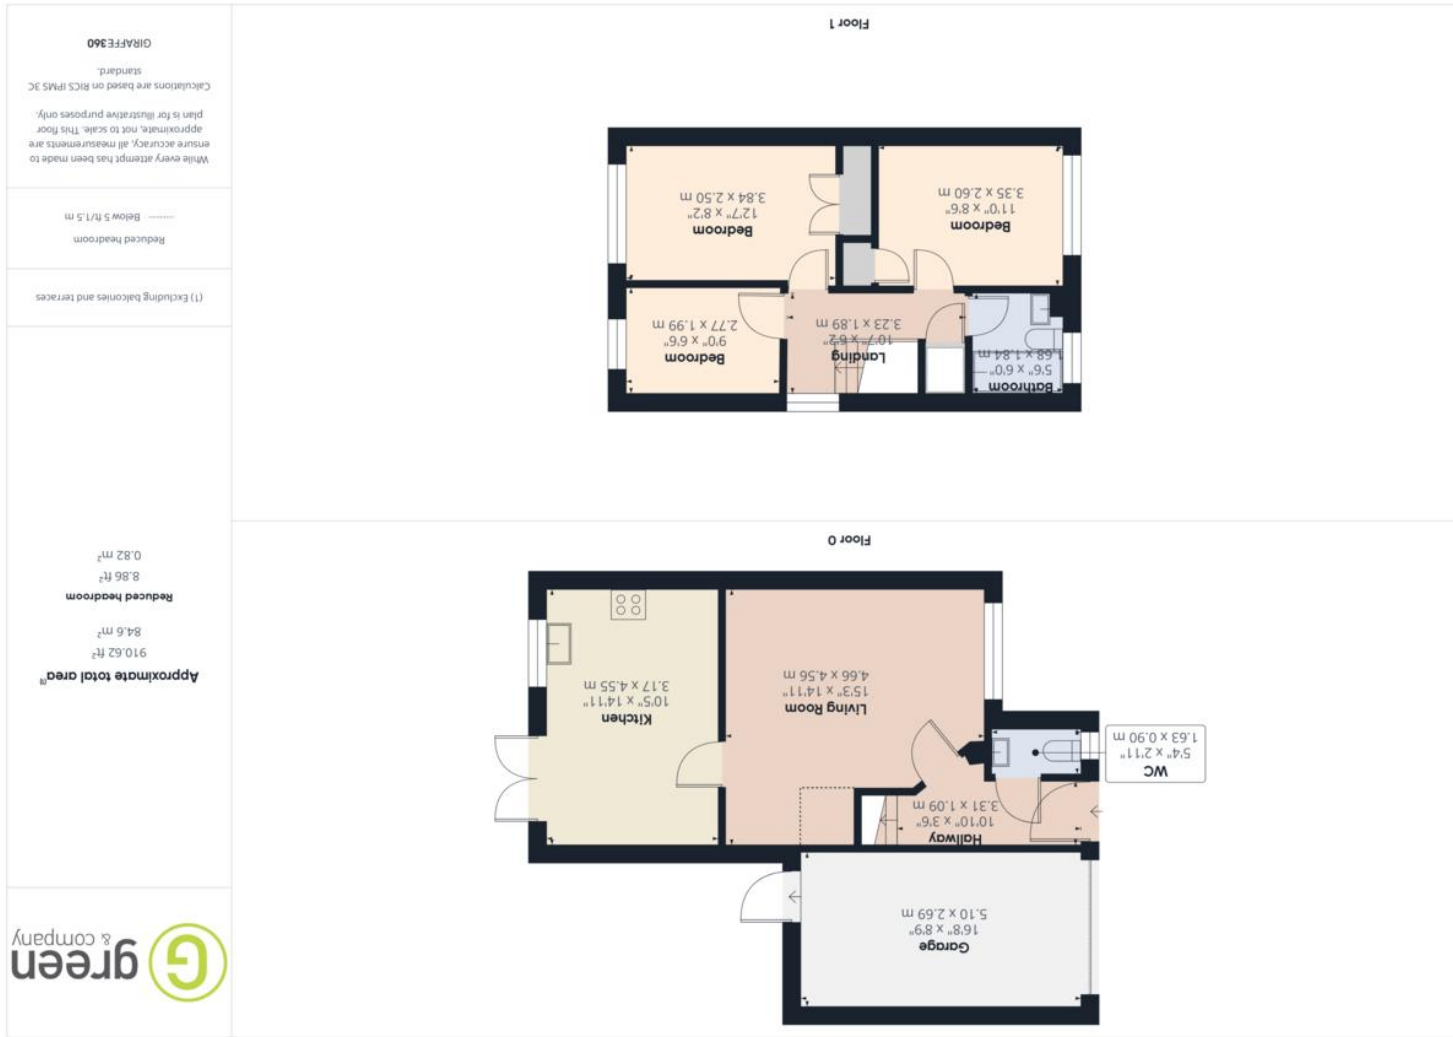 Garage
16'8" x 8'9"
5.10 x 2.69 m
Hallway
10'10" x 3'6"
3.31 x 1.09 m
WC
5'4" x 2'11"
1.63 x 0.90 m
Living Room
15'3" x 14'11"
4.66 x 4.56 m
Kitchen
10'5" x 14'11"
3.17 x 4.55 m
Floor 0
Bathroom
5'6" x 6'0"
1.68 x 1.84 m
Landing
10'7" x 6'2"
3.23 x 1.89 m
Bedroom
9'0" x 6'6"
2.77 x 1.99 m
Bedroom
11'0" x 8'6"
3.35 x 2.60 m
Bedroom
12'7" x 8'2"
3.84 x 2.50 m
Floor 1
G green
& company
Approximate total area(1)
910.62 ft²
84.6 m²
Reduced headroom
8.86 ft²
0.82 m²
(1) Excluding balconies and terraces
Reduced headroom
------- Below 5 ft/1.5 m
While every attempt has been made to
ensure accuracy, all measurements are
approximate, not to scale. This floor
plan is for illustrative purposes only.
Calculations are based on RICS IPMS 3C
standard.
GIRAFFE360